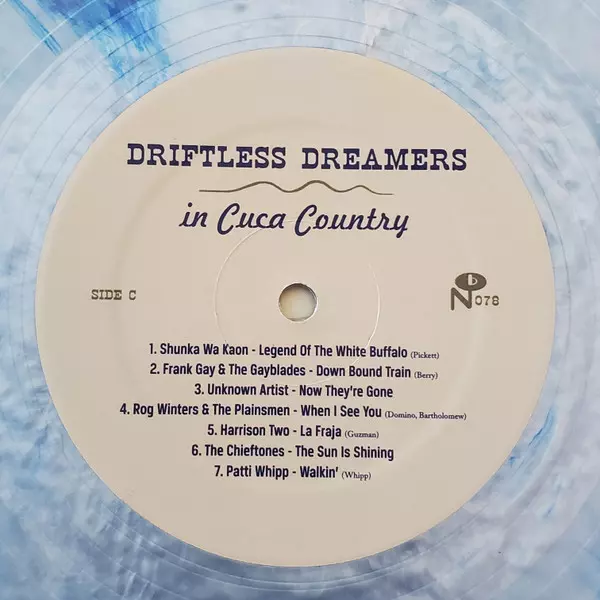 DRIFTLESS DREAMERS
in Cuca Country
SIDE C
N 078
1. Shunka Wa Kaon - Legend Of The White Buffalo (Pickett)
2. Frank Gay & The Gayblades - Down Bound Train (Berry)
3. Unknown Artist - Now They're Gone
4. Rog Winters & The Plainsmen - When I See You (Domino, Bartholomew)
5. Harrison Two - La Fraja (Guzman)
6. The Chieftones - The Sun Is Shining
7. Patti Whipp - Walkin' (Whipp)